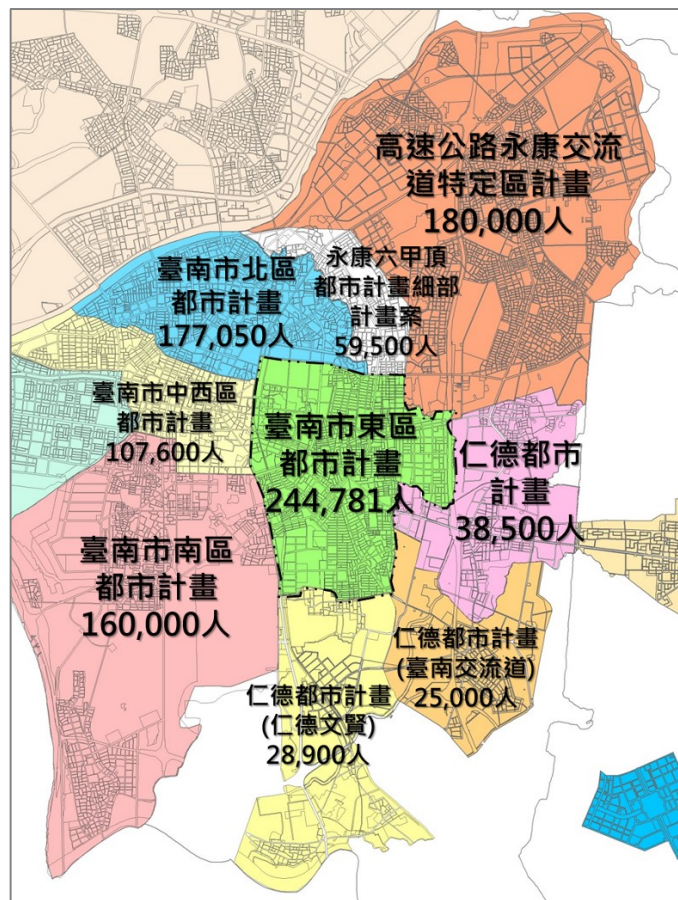 高速公路永康交流
道特定區計畫
180,000人
臺南市北區
都市計畫
177,050人
永康六甲頂
都市計畫細部
計畫案
59,500人
臺南市中西區
都市計畫
107,600人
臺南市東區
都市計畫
244,781人
仁德都市
計畫
38,500人
臺南市南區
都市計畫
160,000人
仁德都市計畫
(臺南交流道)
25,000人
仁德都市計畫
(仁德文賢)
28,900人